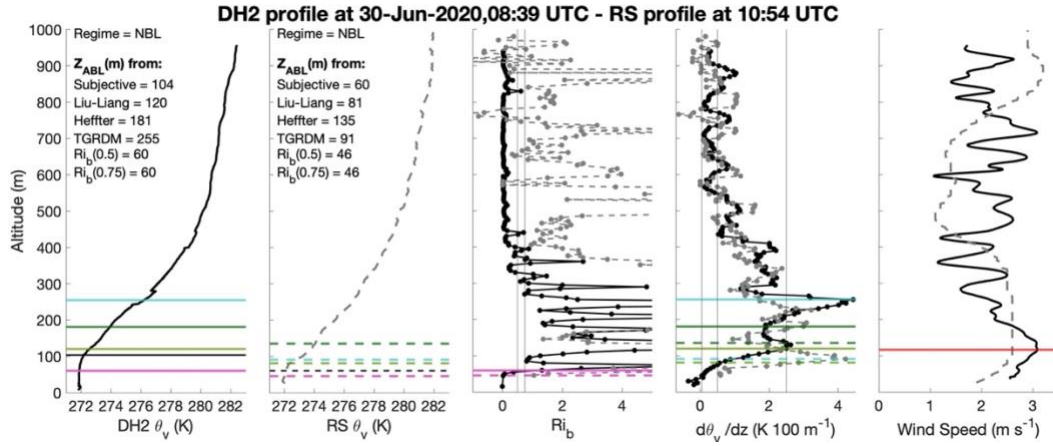 DH2 profile at 30-Jun-2020,08:39 UTC - RS profile at 10:54 UTC
Altitude (m)
1000
900
800
700
600
500
400
300
200
100
0
Regime = NBL
Z_ABL(m) from:
Subjective = 104
Liu-Liang = 120
Heffter = 181
TGRDM = 255
Ri_b(0.5) = 60
Ri_b(0.75) = 60
272 274 276 278 280 282
DH2 θ_v (K)
Regime = NBL
Z_ABL(m) from:
Subjective = 60
Liu-Liang = 81
Heffter = 135
TGRDM = 91
Ri_b(0.5) = 46
Ri_b(0.75) = 46
272 274 276 278 280 282
RS θ_v (K)
0 2 4
Ri_b
0 2 4
dθ_v /dz (K 100 m⁻¹)
0 1 2 3
Wind Speed (m s⁻¹)